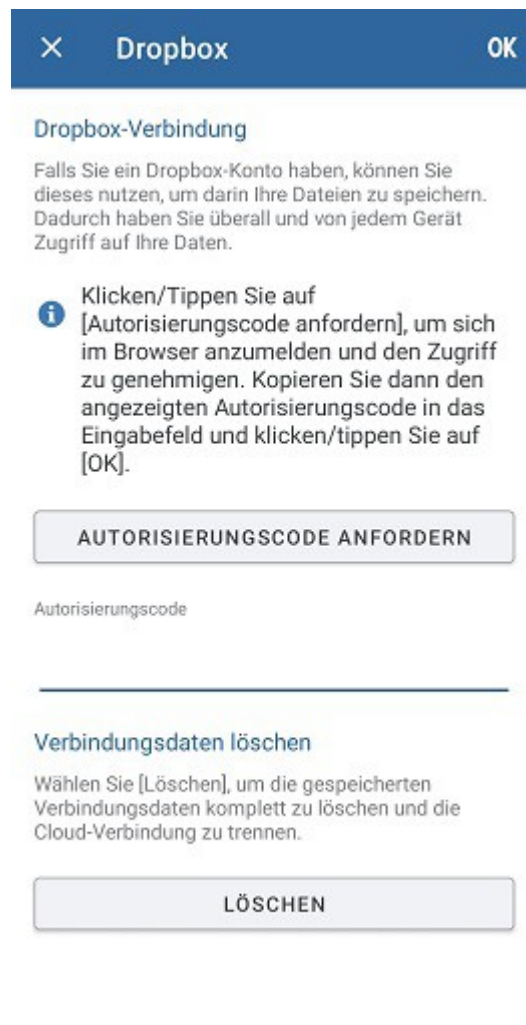 Dropbox OK
Dropbox-Verbindung
Falls Sie ein Dropbox-Konto haben, können Sie
dieses nutzen, um darin Ihre Dateien zu speichern.
Dadurch haben Sie überall und von jedem Gerät
Zugriff auf Ihre Daten.
Klicken/Tippen Sie auf
[Autorisierungscode anfordern], um sich
im Browser anzumelden und den Zugriff
zu genehmigen. Kopieren Sie dann den
angezeigten Autorisierungscode in das
Eingabefeld und klicken/tippen Sie auf
[OK].
AUTORISIERUNGSCODE ANFORDERN
Autorisierungscode
Verbindungsdaten löschen
Wählen Sie [Löschen], um die gespeicherten
Verbindungsdaten komplett zu löschen und die
Cloud-Verbindung zu trennen.
LÖSCHEN